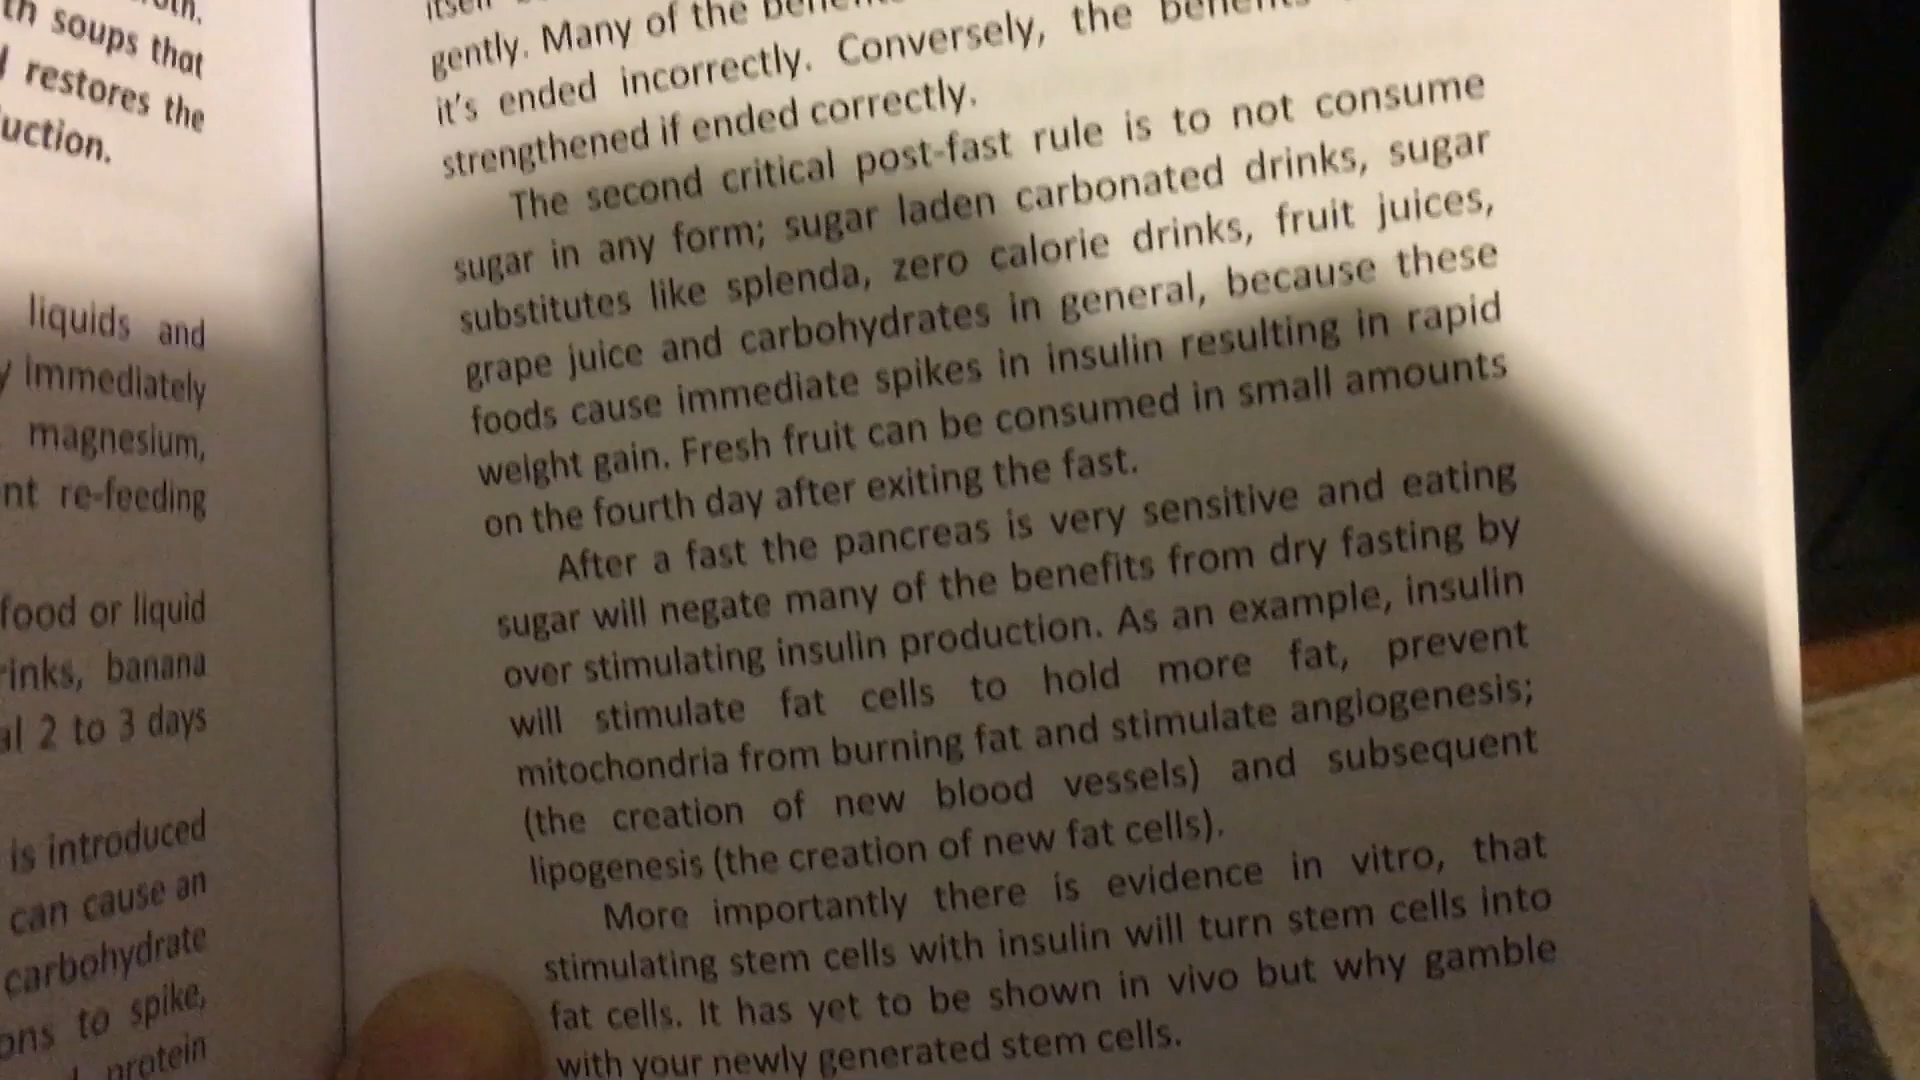 th soups that
restores the
uction.
liquids and
immediately
magnesium,
nt re-feeding
food or liquid
rinks, banana
al 2 to 3 days
is introduced
can cause an
carbohydrate
ons to spike,
protein
itself
gently. Many of the
it's ended incorrectly. Conversely, the benefits
strengthened if ended correctly.
The second critical post-fast rule is to not consume
sugar in any form; sugar laden carbonated drinks, sugar
substitutes like splenda, zero calorie drinks, fruit juices,
grape juice and carbohydrates in general, because these
foods cause immediate spikes in insulin resulting in rapid
weight gain. Fresh fruit can be consumed in small amounts
on the fourth day after exiting the fast.
After a fast the pancreas is very sensitive and eating
sugar will negate many of the benefits from dry fasting by
over stimulating insulin production. As an example, insulin
will stimulate fat cells to hold more fat, prevent
mitochondria from burning fat and stimulate angiogenesis;
(the creation of new blood vessels) and subsequent
lipogenesis (the creation of new fat cells).
More importantly there is evidence in vitro, that
stimulating stem cells with insulin will turn stem cells into
fat cells. It has yet to be shown in vivo but why gamble
with your newly generated stem cells.